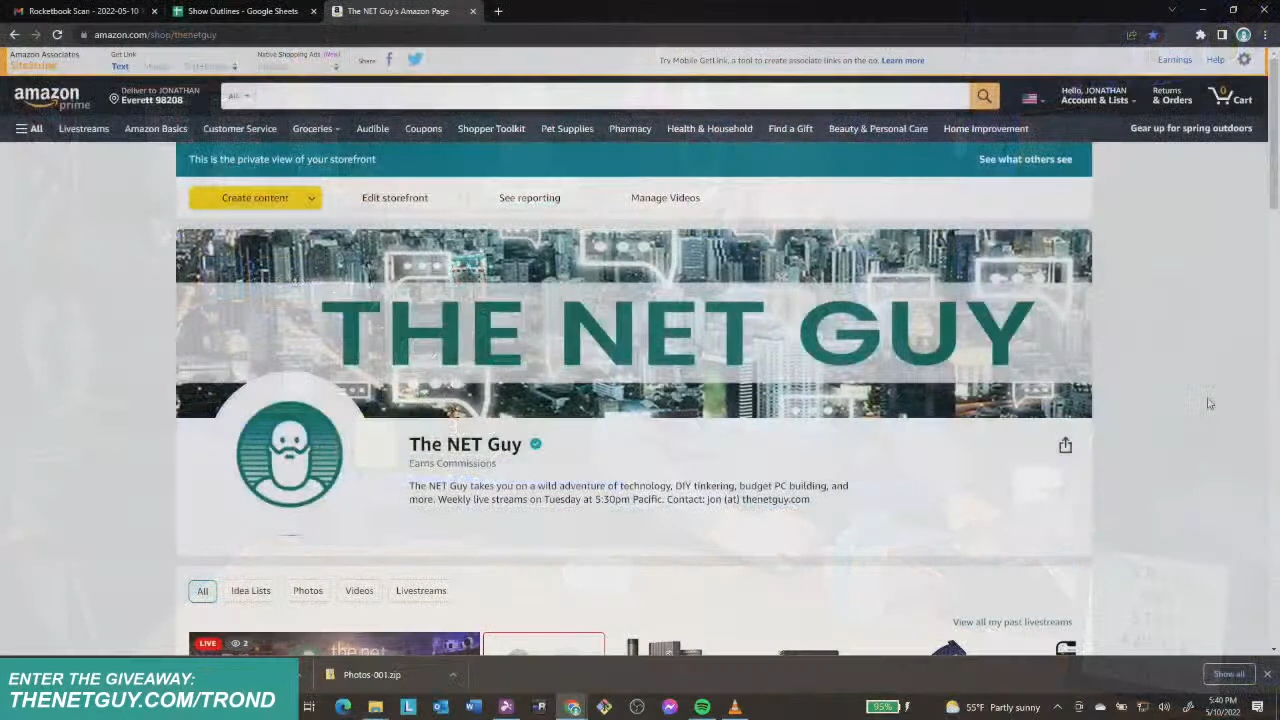 Rocketbook Scan - 2022-05-10
Show Outlines - Google Sheets
The NET Guy's Amazon Page
amazon.com/shop/thenetguy
Amazon Associates
SiteStripe
Get Link
Text
Native Shopping Ads (New)
Share:
Try Mobile GetLink, a tool to create associate links on the go. Learn more
Earnings
Help
amazon
prime
Deliver to JONATHAN
Everett 98208
All
Hello, JONATHAN
Account & Lists
Returns
& Orders
0
Cart
All
Livestreams
Amazon Basics
Customer Service
Groceries
Audible
Coupons
Shopper Toolkit
Pet Supplies
Pharmacy
Health & Household
Find a Gift
Beauty & Personal Care
Home Improvement
Gear up for spring outdoors
This is the private view of your storefront
See what others see
Create content
Edit storefront
See reporting
Manage Videos
THE NET GUY
The NET Guy
Earns Commissions
The NET Guy takes you on a wild adventure of technology, DIY tinkering, budget PC building, and
more. Weekly live streams on Tuesday at 5:30pm Pacific. Contact: jon (at) thenetguy.com
All
Idea Lists
Photos
Videos
Livestreams
View all my past livestreams
LIVE
2
the net
ENTER THE GIVEAWAY:
THENETGUY.COM/TROND
Photos-001.zip
Show all
95%
55°F Partly sunny
5:40 PM
5/10/2022